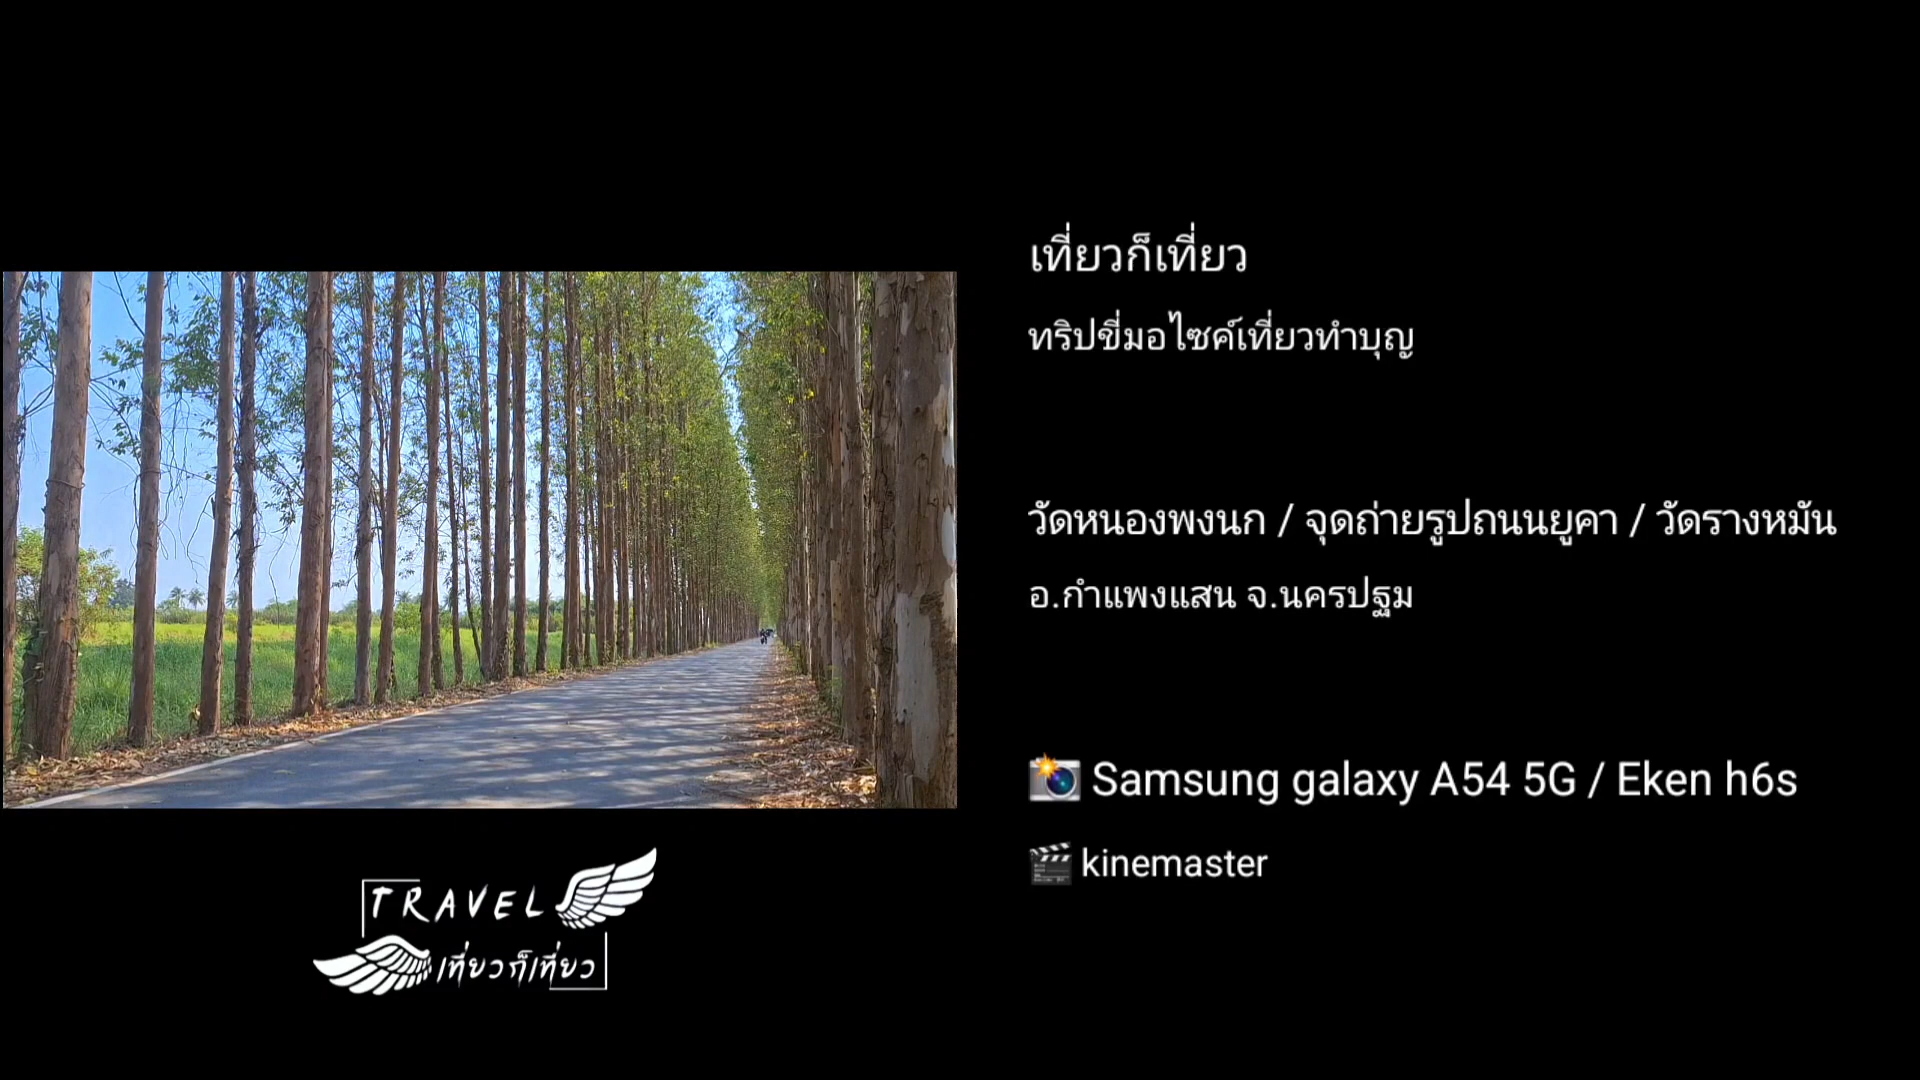 เที่ยวก็เที่ยว
ทริปขี่มอไซค์เที่ยวทำบุญ
วัดหนองพงนก / จุดถ่ายรูปถนนยูคา / วัดรางหมัน
อ.กำแพงแสน จ.นครปฐม
Samsung galaxy A54 5G / Eken h6s
kinemaster
TRAVEL
เที่ยวก็เที่ยว